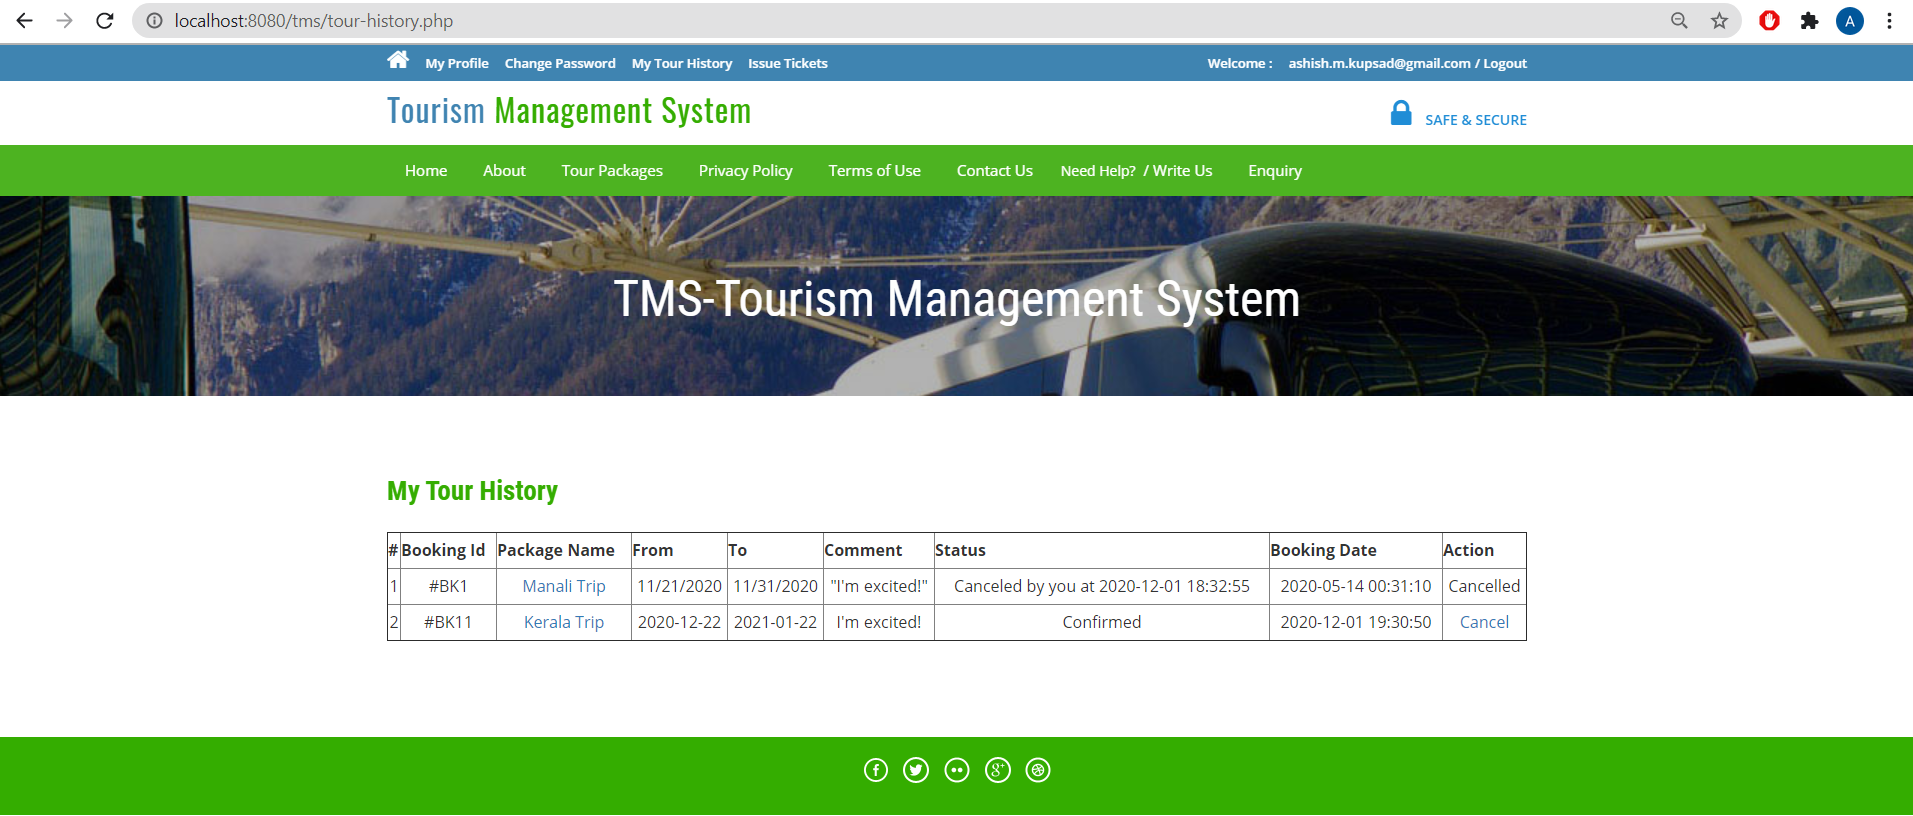 localhost:8080/tms/tour-history.php
A
My Profile Change Password My Tour History Issue Tickets Welcome : ashish.m.kupsad@gmail.com / Logout
Tourism Management System
SAFE & SECURE
Home About Tour Packages Privacy Policy Terms of Use Contact Us Need Help? / Write Us Enquiry
TMS-Tourism Management System
My Tour History
# Booking Id Package Name From To Comment Status Booking Date Action
1 #BK1 Manali Trip 11/21/2020 11/31/2020 "I'm excited!" Canceled by you at 2020-12-01 18:32:55 2020-05-14 00:31:10 Cancelled
2 #BK11 Kerala Trip 2020-12-22 2021-01-22 I'm excited! Confirmed 2020-12-01 19:30:50 Cancel